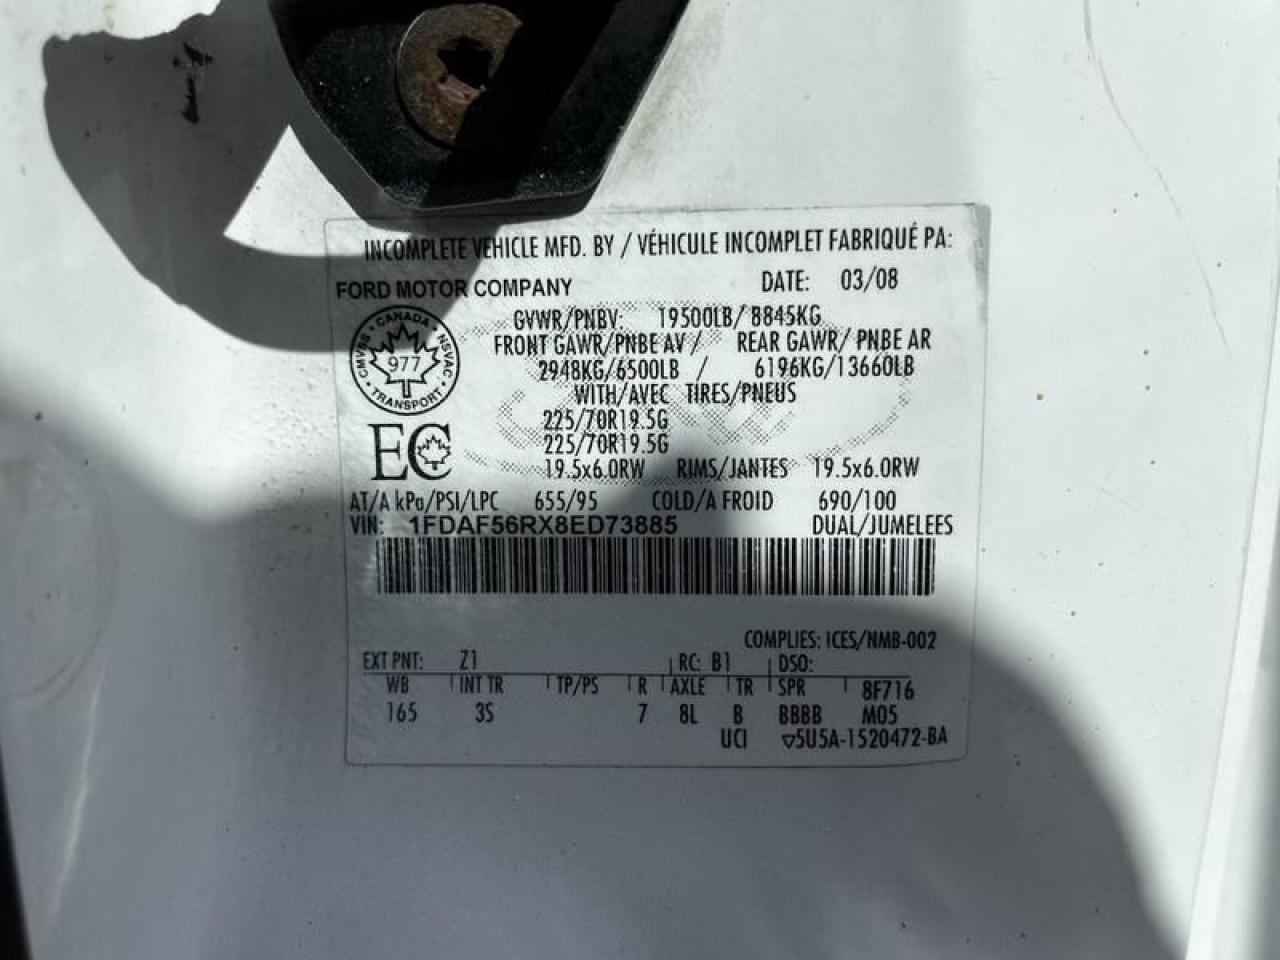 INCOMPLETE VEHICLE MFD. BY / VÉHICULE INCOMPLET FABRIQUÉ PA:
FORD MOTOR COMPANY DATE: 03/08
GVWR/PNBV: 19500LB/ 8845KG
FRONT GAWR/PNBE AV / REAR GAWR/ PNBE AR
2948KG/6500LB / 6196KG/13660LB
WITH/AVEC TIRES/PNEUS
225/70R19.5G
225/70R19.5G
19.5x6.0RW RIMS/JANTES 19.5x6.0RW
CANADA
CMVSS NSVAC
977
TRANSPORT
EC
AT/A kPa/PSI/LPC 655/95 COLD/A FROID 690/100
VIN: 1FDAF56RX8ED73885 DUAL/JUMELEES
COMPLIES: ICES/NMB-002
EXT PNT: Z1 RC: B1 DSO:
WB INT TR TP/PS R AXLE TR SPR 8F716
165 3S 7 8L B BBBB M05
UCI ▽5U5A-1520472-BA